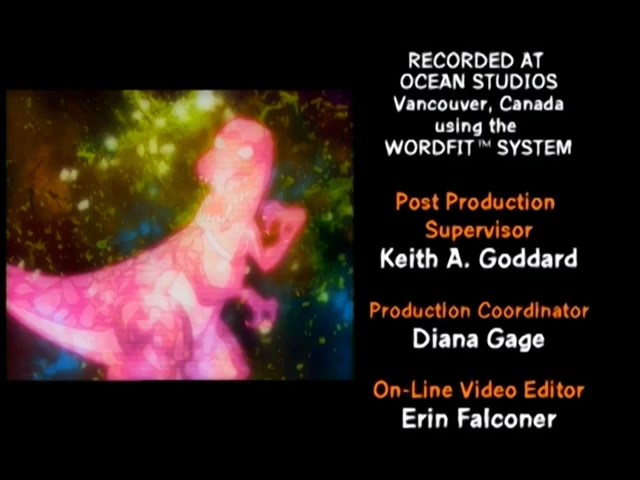 RECORDED AT
OCEAN STUDIOS
Vancouver, Canada
using the
WORDFIT™ SYSTEM
Post Production
Supervisor
Keith A. Goddard
Production Coordinator
Diana Gage
On-Line Video Editor
Erin Falconer